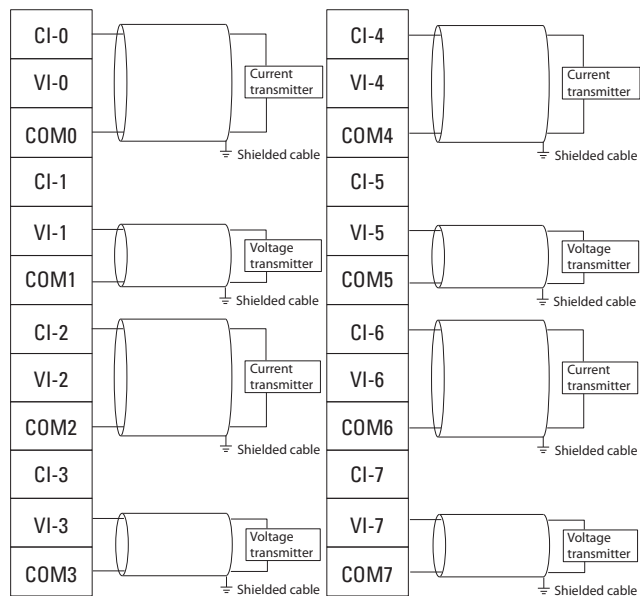 CI-0
VI-0
Current
transmitter
COM0
Shielded cable
CI-1
VI-1
Voltage
transmitter
COM1
Shielded cable
CI-2
VI-2
Current
transmitter
COM2
Shielded cable
CI-3
VI-3
Voltage
transmitter
COM3
Shielded cable
CI-4
VI-4
Current
transmitter
COM4
Shielded cable
CI-5
VI-5
Voltage
transmitter
COM5
Shielded cable
CI-6
VI-6
Current
transmitter
COM6
Shielded cable
CI-7
VI-7
Voltage
transmitter
COM7
Shielded cable